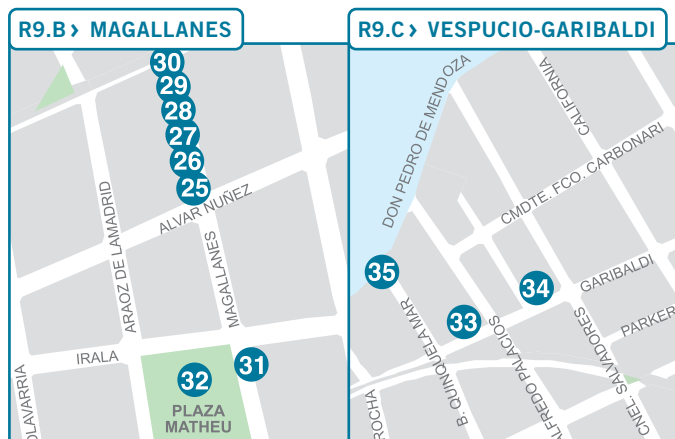 R9.B› MAGALLANES
30
29
28
27
26
25
ALVAR NUÑEZ
ARAOZ DE LAMADRID
MAGALLANES
IRALA
31
32
PLAZA
MATHEU
OLAVARRIA
R9.C› VESPUCIO-GARIBALDI
DON PEDRO DE MENDOZA
CALIFORNIA
CMDTE. FCO. CARBONARI
35
34
GARIBALDI
33
PARKER
B. QUINQUELA MAR
ALFREDO PALACIOS
CNEL. SALVADORES
ROCHA